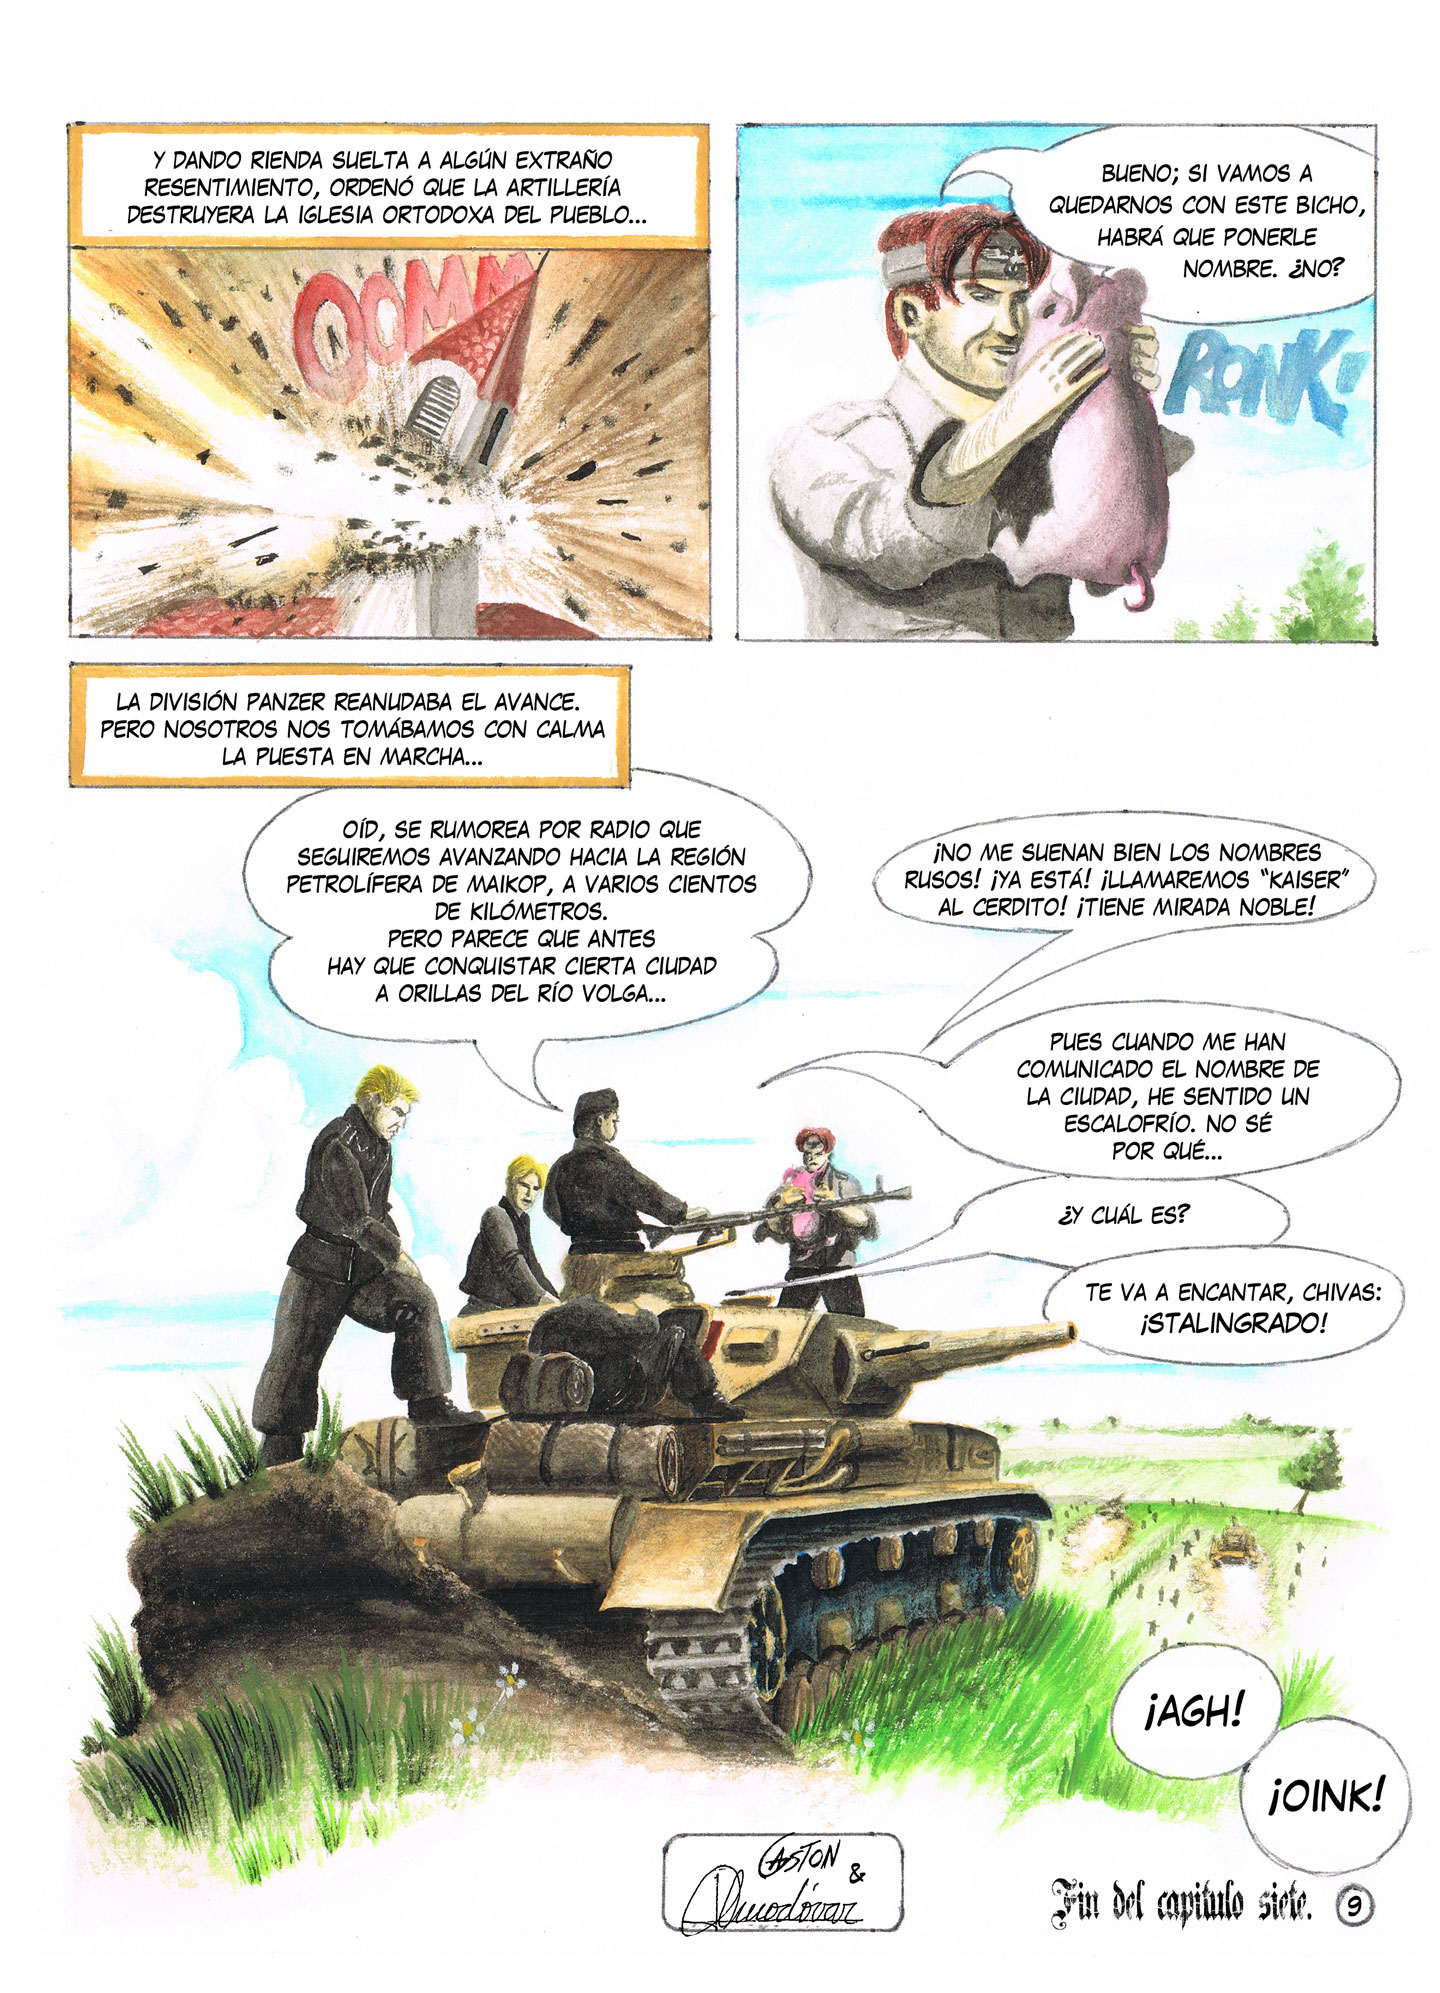 Y DANDO RIENDA SUELTA A ALGÚN EXTRAÑO
RESENTIMIENTO, ORDENÓ QUE LA ARTILLERÍA
DESTRUYERA LA IGLESIA ORTODOXA DEL PUEBLO...
OOMM
BUENO; SI VAMOS A
QUEDARNOS CON ESTE BICHO,
HABRÁ QUE PONERLE
NOMBRE. ¿NO?
RONK!
LA DIVISIÓN PANZER REANUDABA EL AVANCE.
PERO NOSOTROS NOS TOMÁBAMOS CON CALMA
LA PUESTA EN MARCHA...
OÍD, SE RUMOREA POR RADIO QUE
SEGUIREMOS AVANZANDO HACIA LA REGIÓN
PETROLÍFERA DE MAIKOP, A VARIOS CIENTOS
DE KILÓMETROS.
PERO PARECE QUE ANTES
HAY QUE CONQUISTAR CIERTA CIUDAD
A ORILLAS DEL RÍO VOLGA...
¡NO ME SUENAN BIEN LOS NOMBRES
RUSOS! ¡YA ESTÁ! ¡LLAMAREMOS “KAISER”
AL CERDITO! ¡TIENE MIRADA NOBLE!
PUES CUANDO ME HAN
COMUNICADO EL NOMBRE DE
LA CIUDAD, HE SENTIDO UN
ESCALOFRÍO. NO SÉ
POR QUÉ...
¿Y CUÁL ES?
TE VA A ENCANTAR, CHIVAS:
¡STALINGRADO!
¡AGH!
¡OINK!
GASTON
&
Almodóvar
Fin del capitulo siete.
9